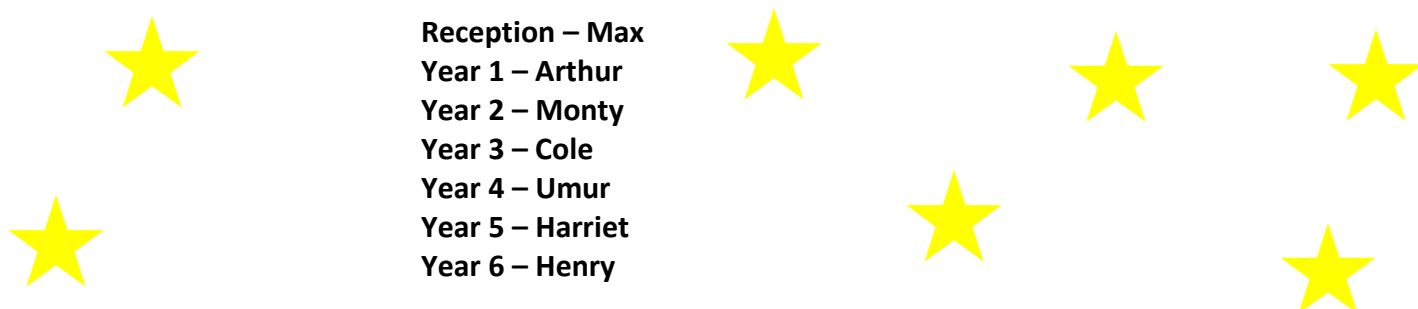 Reception – Max
Year 1 – Arthur
Year 2 – Monty
Year 3 – Cole
Year 4 – Umur
Year 5 – Harriet
Year 6 – Henry